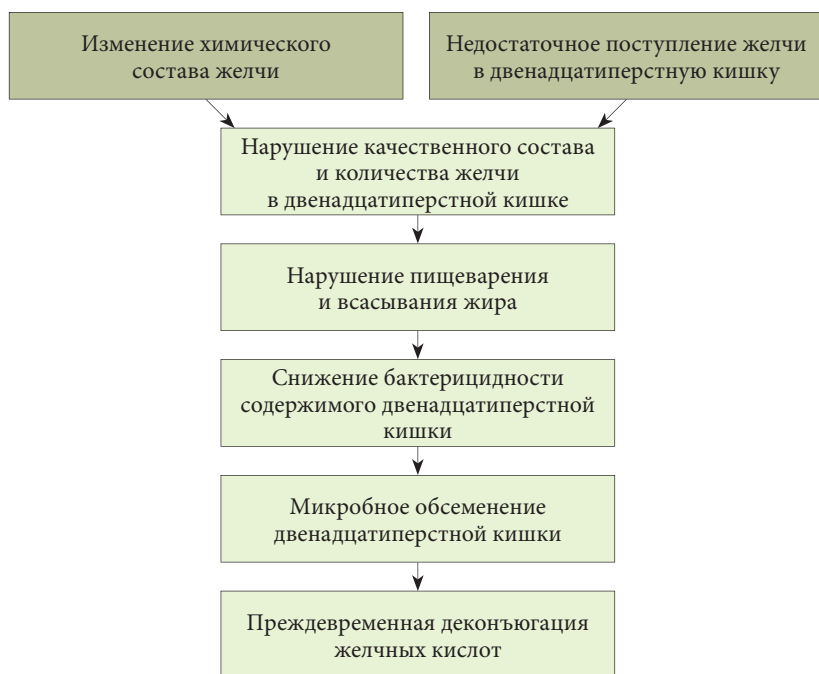 Изменение химического
состава желчи
Недостаточное поступление желчи
в двенадцатиперстную кишку
Нарушение качественного состава
и количества желчи
в двенадцатиперстной кишке
Нарушение пищеварения
и всасывания жира
Снижение бактерицидности
содержимого двенадцатиперстной
кишки
Микробное обсеменение
двенадцатиперстной кишки
Преждевременная деконъюгация
желчных кислот